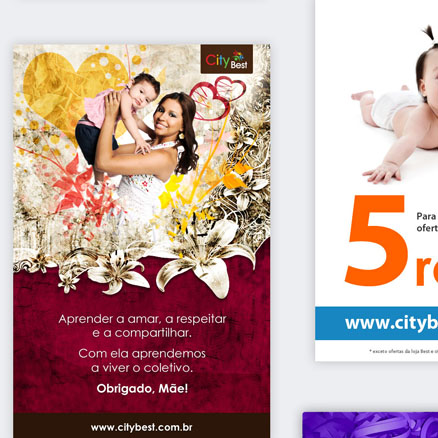 City
Best
Aprender a amar, a respeitar
e a compartilhar.
Com ela aprendemos
a viver o coletivo.
Obrigado, Mãe!
www.citybest.com.br
5
Para
ofert
www.cityb
* exceto ofertas da loja Best e